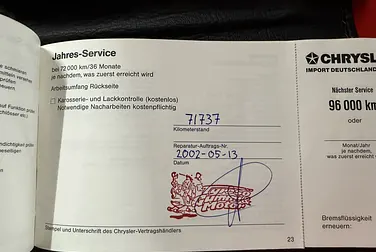 Jahres-Service
bei 72 000 km/36 Monate
je nachdem, was zuerst erreicht wird
Arbeitsumfang Rückseite
Karosserie- und Lackkontrolle (kostenlos)
Notwendige Nacharbeiten kostenpflichtig
71737
Kilometerstand
Reparatur-Auftrags-Nr.
2002-05-13
Datum
Stempel und Unterschrift des Chrysler-Vertragshändlers
23
CHRYSL
IMPORT DEUTSCHLAND
Nächster Service
96 000 km
oder
Monat/Jahr
je nachdem,
was zuerst erreicht
Bremsflüssigkeit
erneuern: